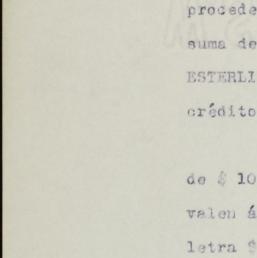 procede
suma de
ESTERLI
crédito
de $ 10
valen á
letra $